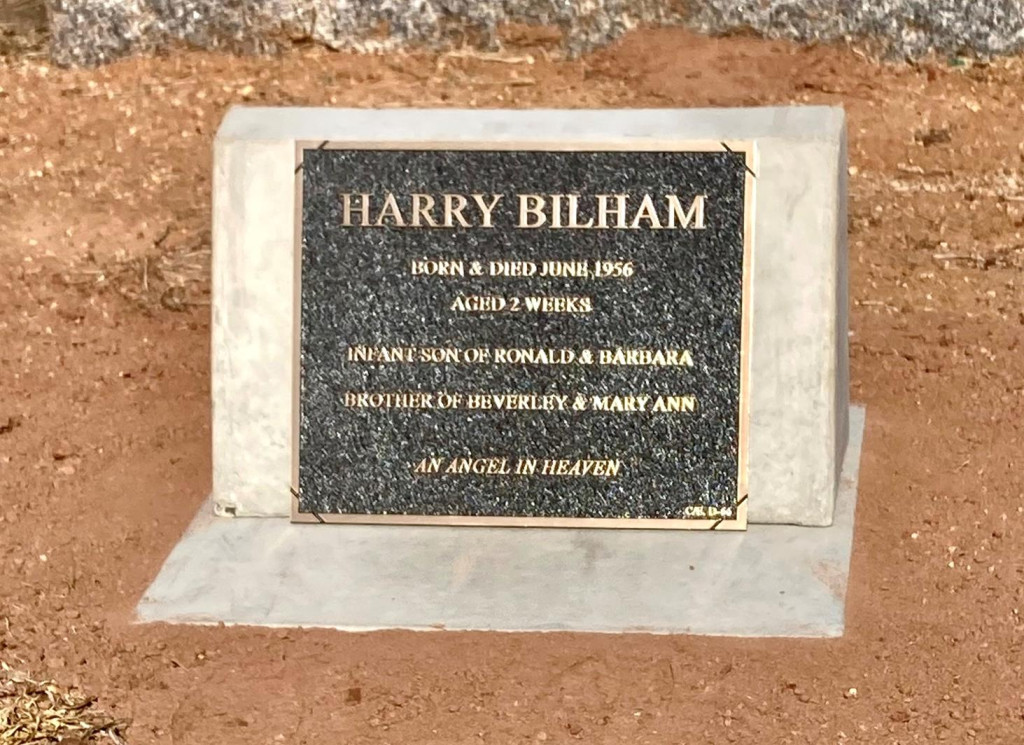 HARRY BILHAM
BORN & DIED JUNE 1956
AGED 2 WEEKS
INFANT SON OF RONALD & BARBARA
BROTHER OF BEVERLEY & MARY ANN
AN ANGEL IN HEAVEN